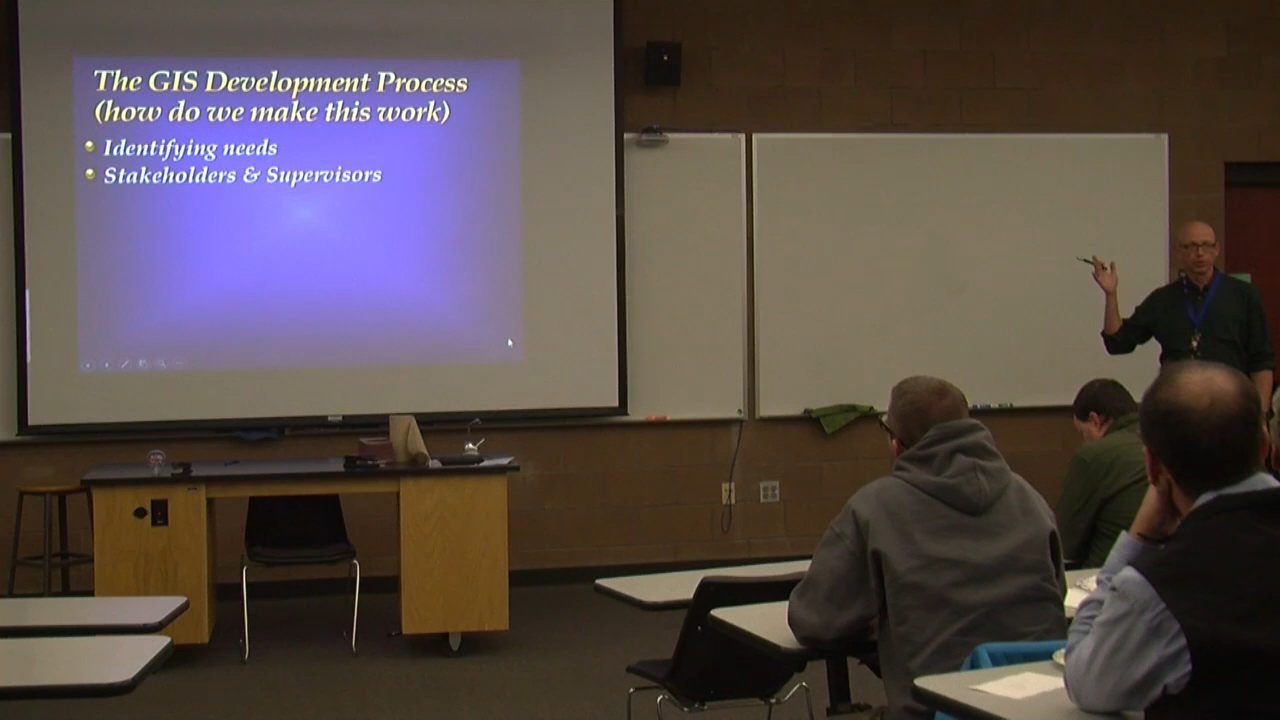 The GIS Development Process
(how do we make this work)
Identifying needs
Stakeholders & Supervisors